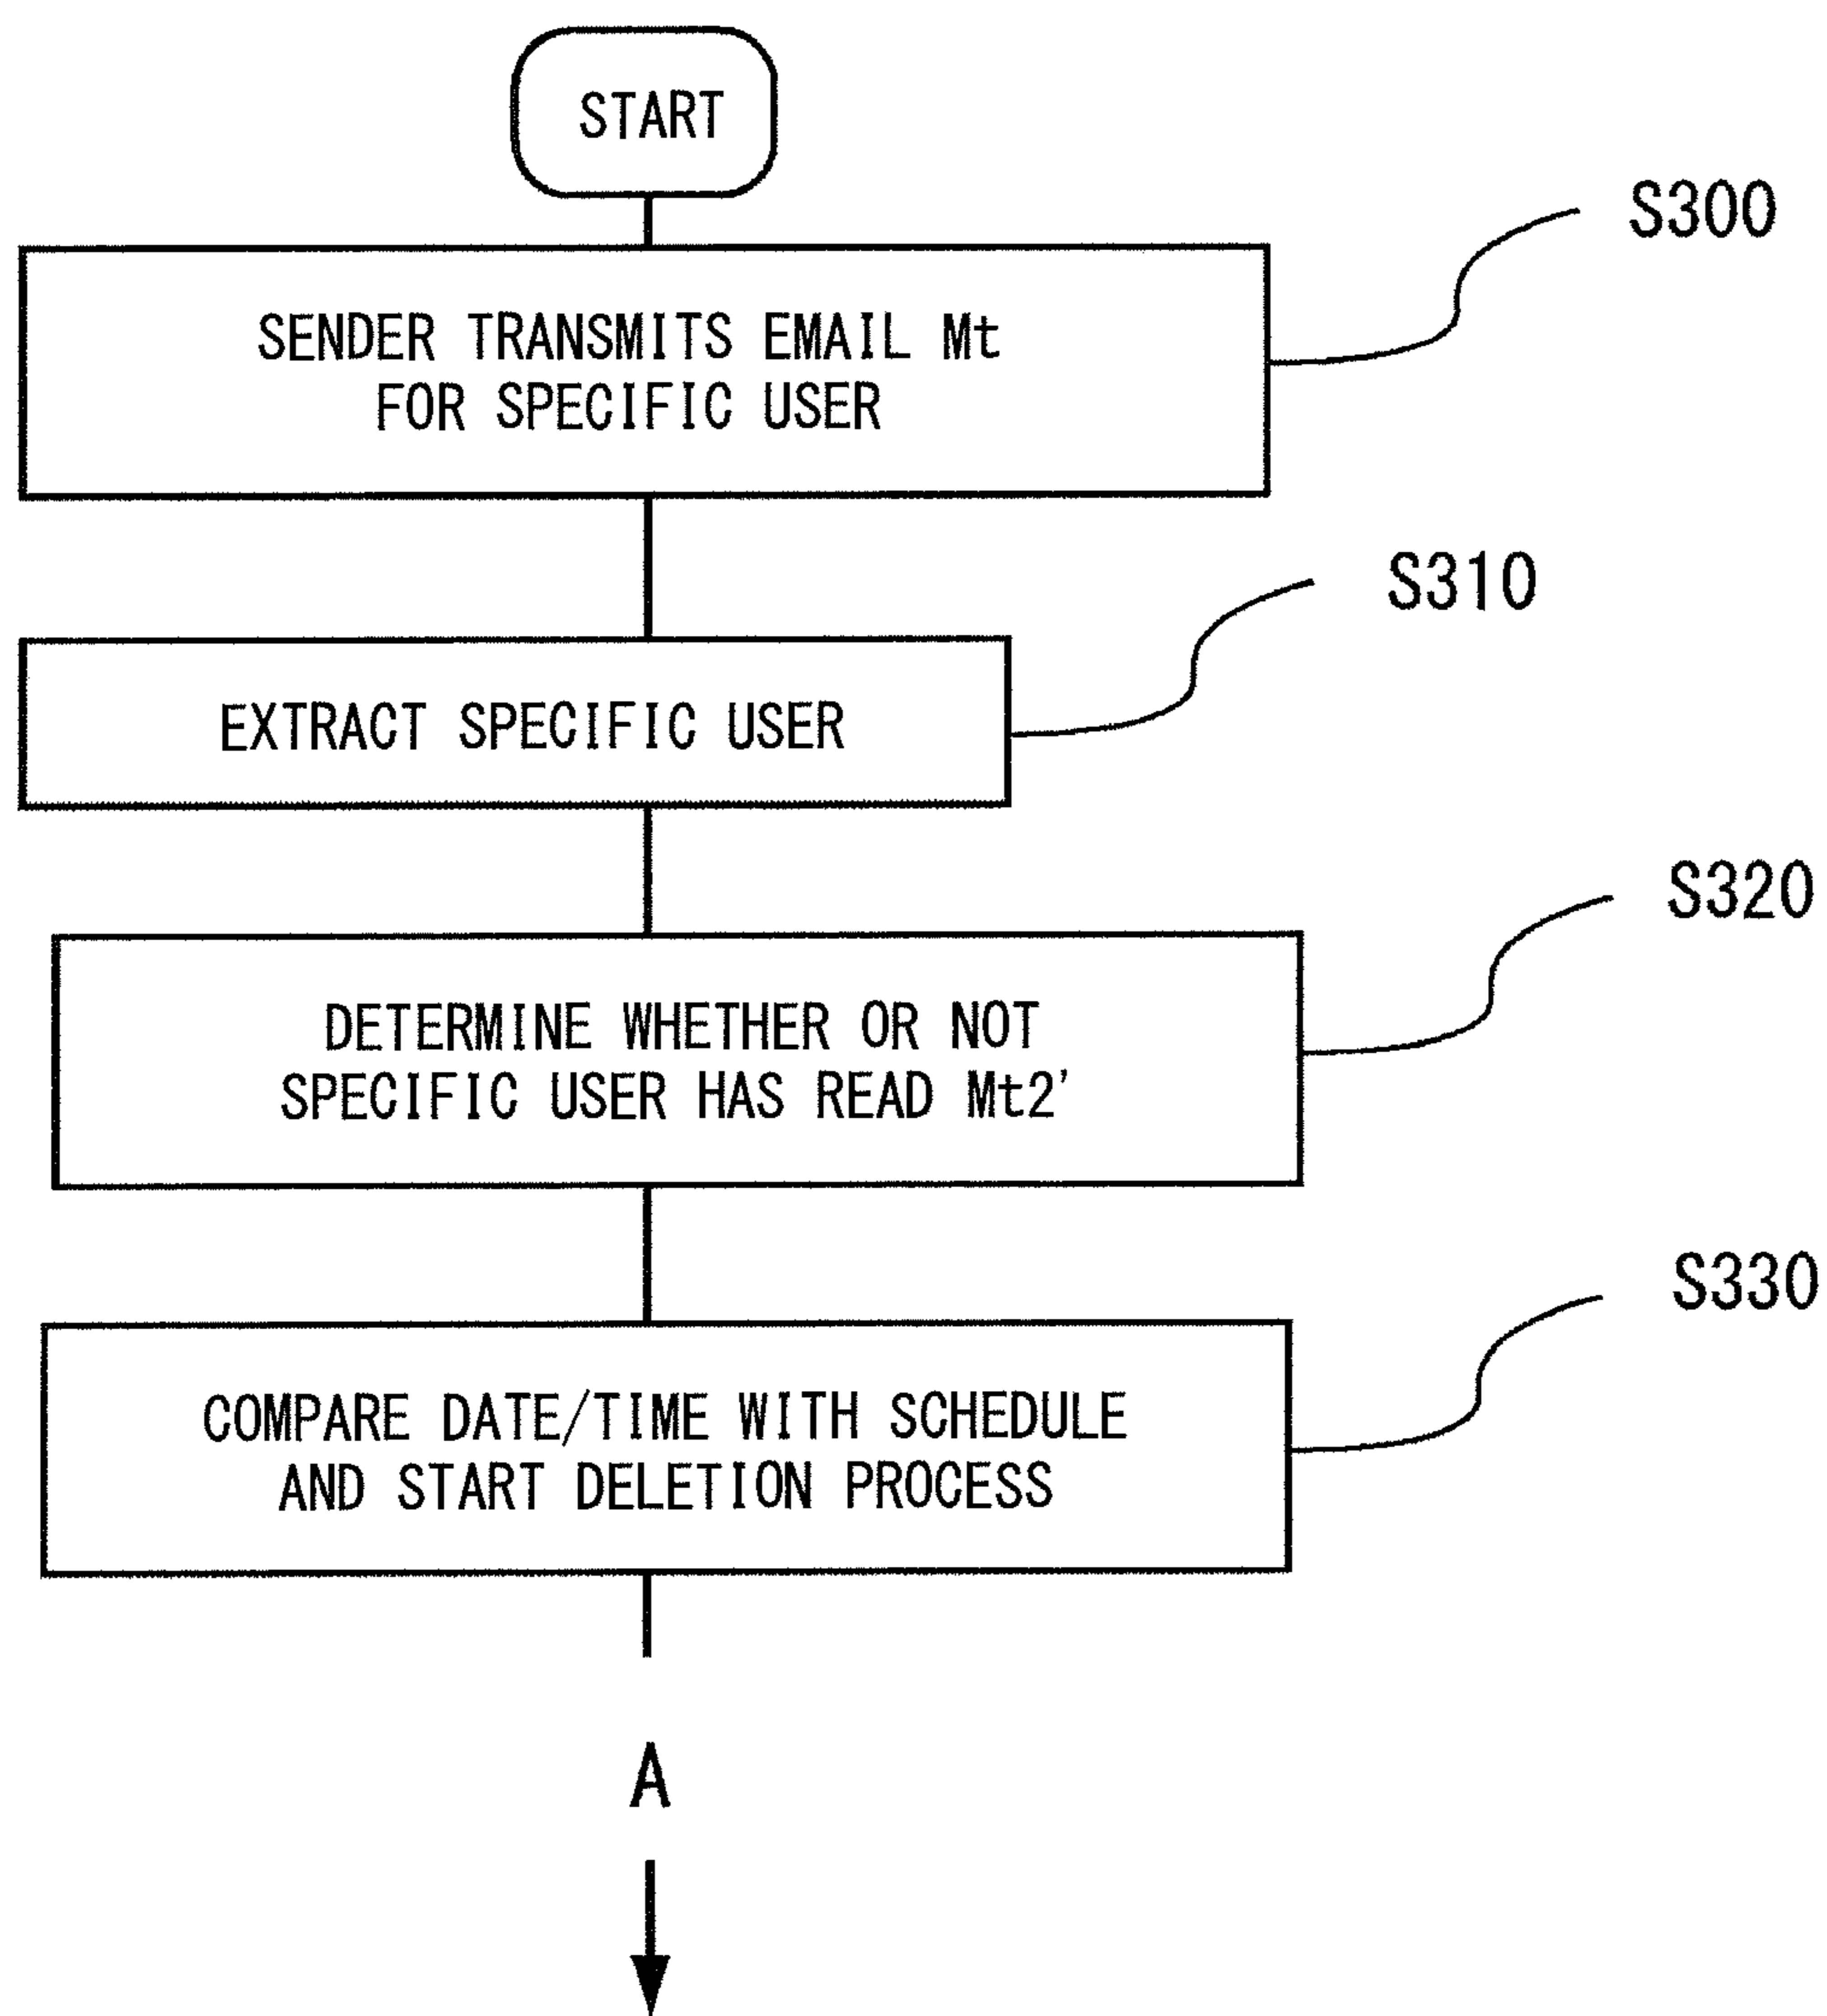 START
S300
SENDER TRANSMITS EMAIL Mt
FOR SPECIFIC USER
S310
EXTRACT SPECIFIC USER
S320
DETERMINE WHETHER OR NOT
SPECIFIC USER HAS READ Mt2'
S330
COMPARE DATE/TIME WITH SCHEDULE
AND START DELETION PROCESS
A